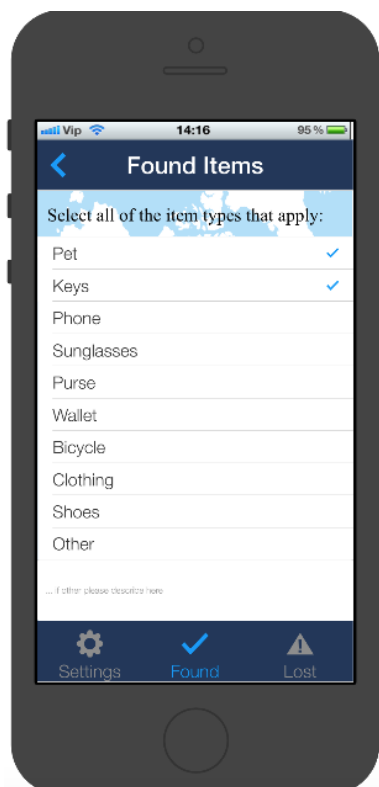 Vip 14:16 95 %
Found Items
Select all of the item types that apply:
Pet
Keys
Phone
Sunglasses
Purse
Wallet
Bicycle
Clothing
Shoes
Other
... if other please describe here
Settings Found Lost